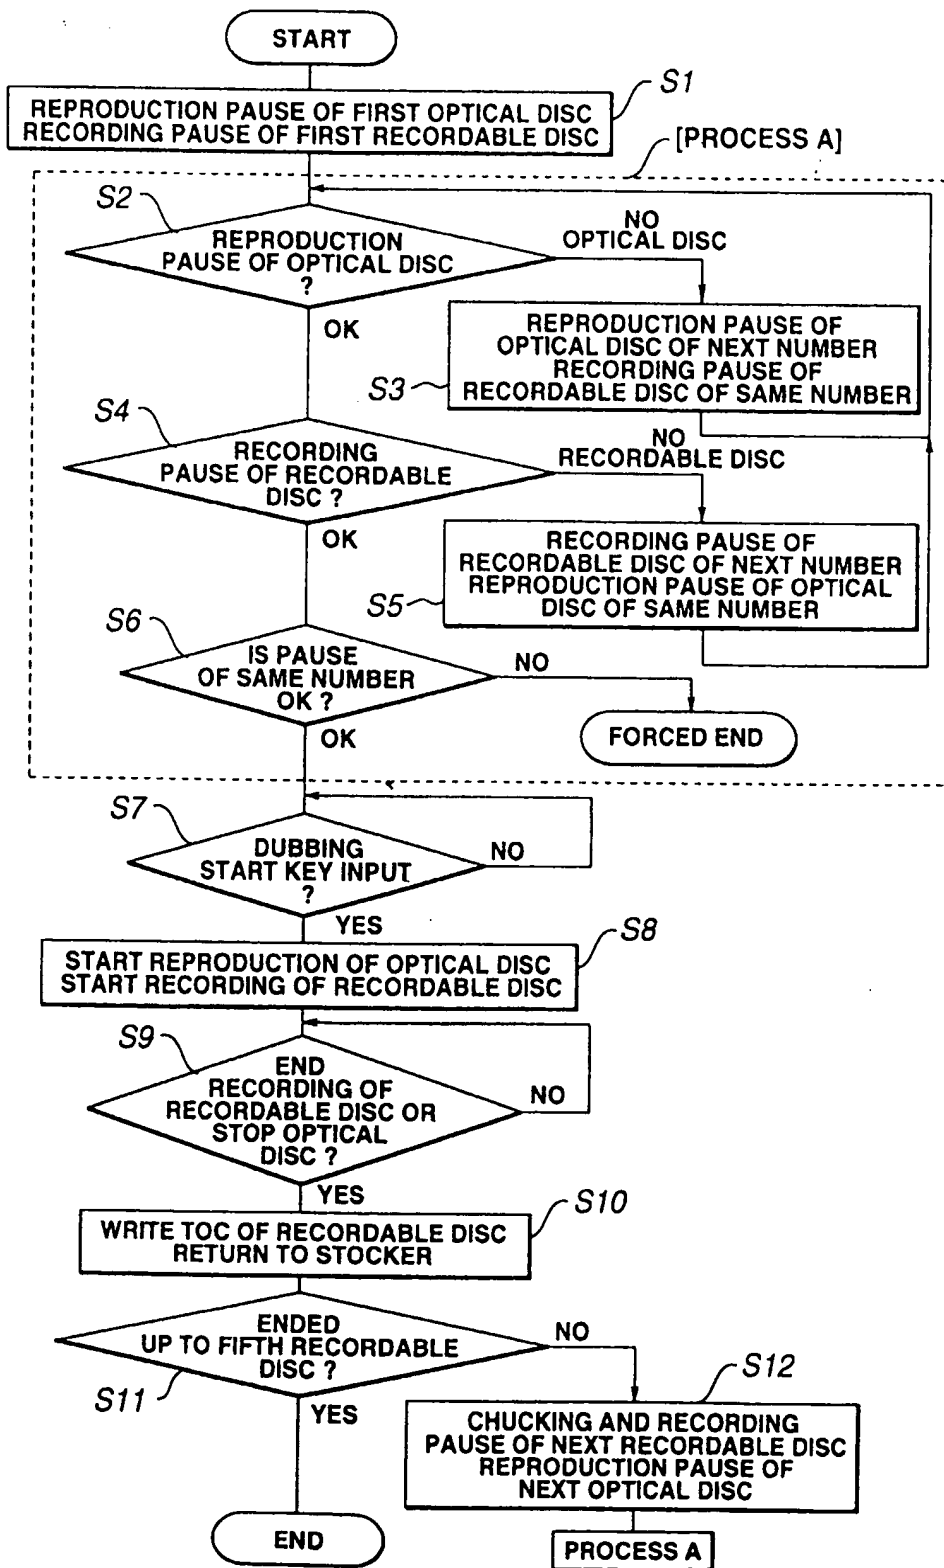 START
S1
REPRODUCTION PAUSE OF FIRST OPTICAL DISC
RECORDING PAUSE OF FIRST RECORDABLE DISC
[PROCESS A]
S2
REPRODUCTION
PAUSE OF OPTICAL DISC
?
NO
OPTICAL DISC
OK
REPRODUCTION PAUSE OF
OPTICAL DISC OF NEXT NUMBER
RECORDING PAUSE OF
RECORDABLE DISC OF SAME NUMBER
S3
S4
RECORDING
PAUSE OF RECORDABLE
DISC ?
NO
RECORDABLE DISC
OK
RECORDING PAUSE OF
RECORDABLE DISC OF NEXT NUMBER
REPRODUCTION PAUSE OF OPTICAL
DISC OF SAME NUMBER
S5
S6
IS PAUSE
OF SAME NUMBER
OK ?
NO
OK
FORCED END
S7
DUBBING
START KEY INPUT
?
NO
YES
S8
START REPRODUCTION OF OPTICAL DISC
START RECORDING OF RECORDABLE DISC
S9
END
RECORDING OF
RECORDABLE DISC OR
STOP OPTICAL
DISC ?
NO
YES
S10
WRITE TOC OF RECORDABLE DISC
RETURN TO STOCKER
ENDED
UP TO FIFTH RECORDABLE
DISC ?
NO
S11
YES
S12
CHUCKING AND RECORDING
PAUSE OF NEXT RECORDABLE DISC
REPRODUCTION PAUSE OF
NEXT OPTICAL DISC
END
PROCESS A